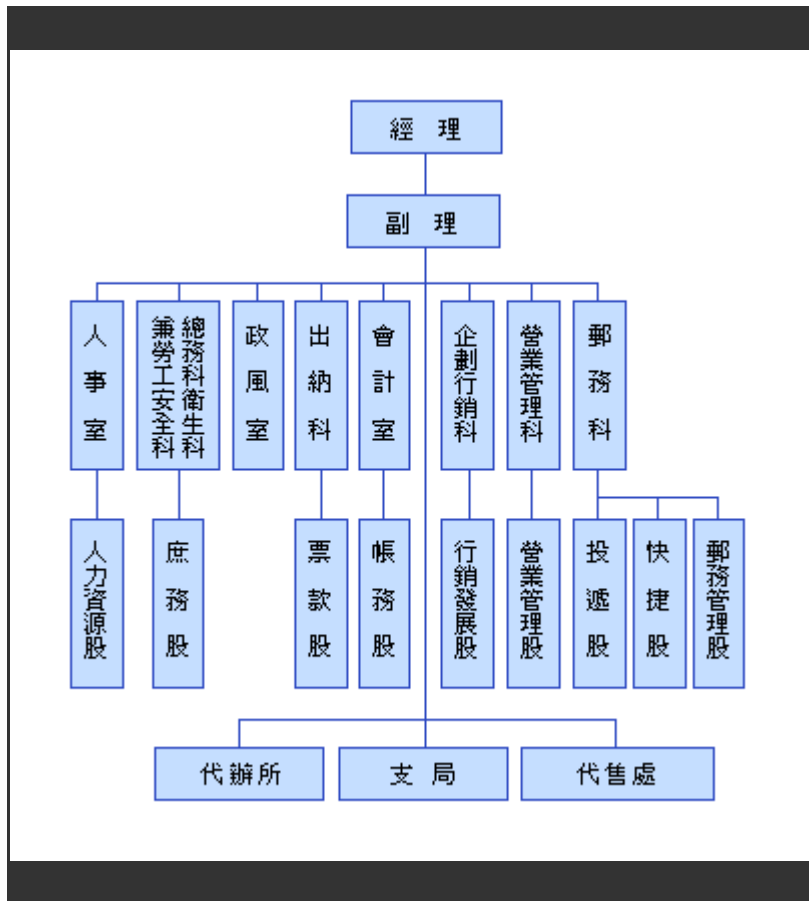 經理
副理
人事室
總務科衛生科
兼勞工安全科
政風室
出納科
會計室
企劃行銷科
營業管理科
郵務科
人力資源股
庶務股
票款股
帳務股
行銷發展股
營業管理股
投遞股
快捷股
郵務管理股
代辦所
支局
代售處